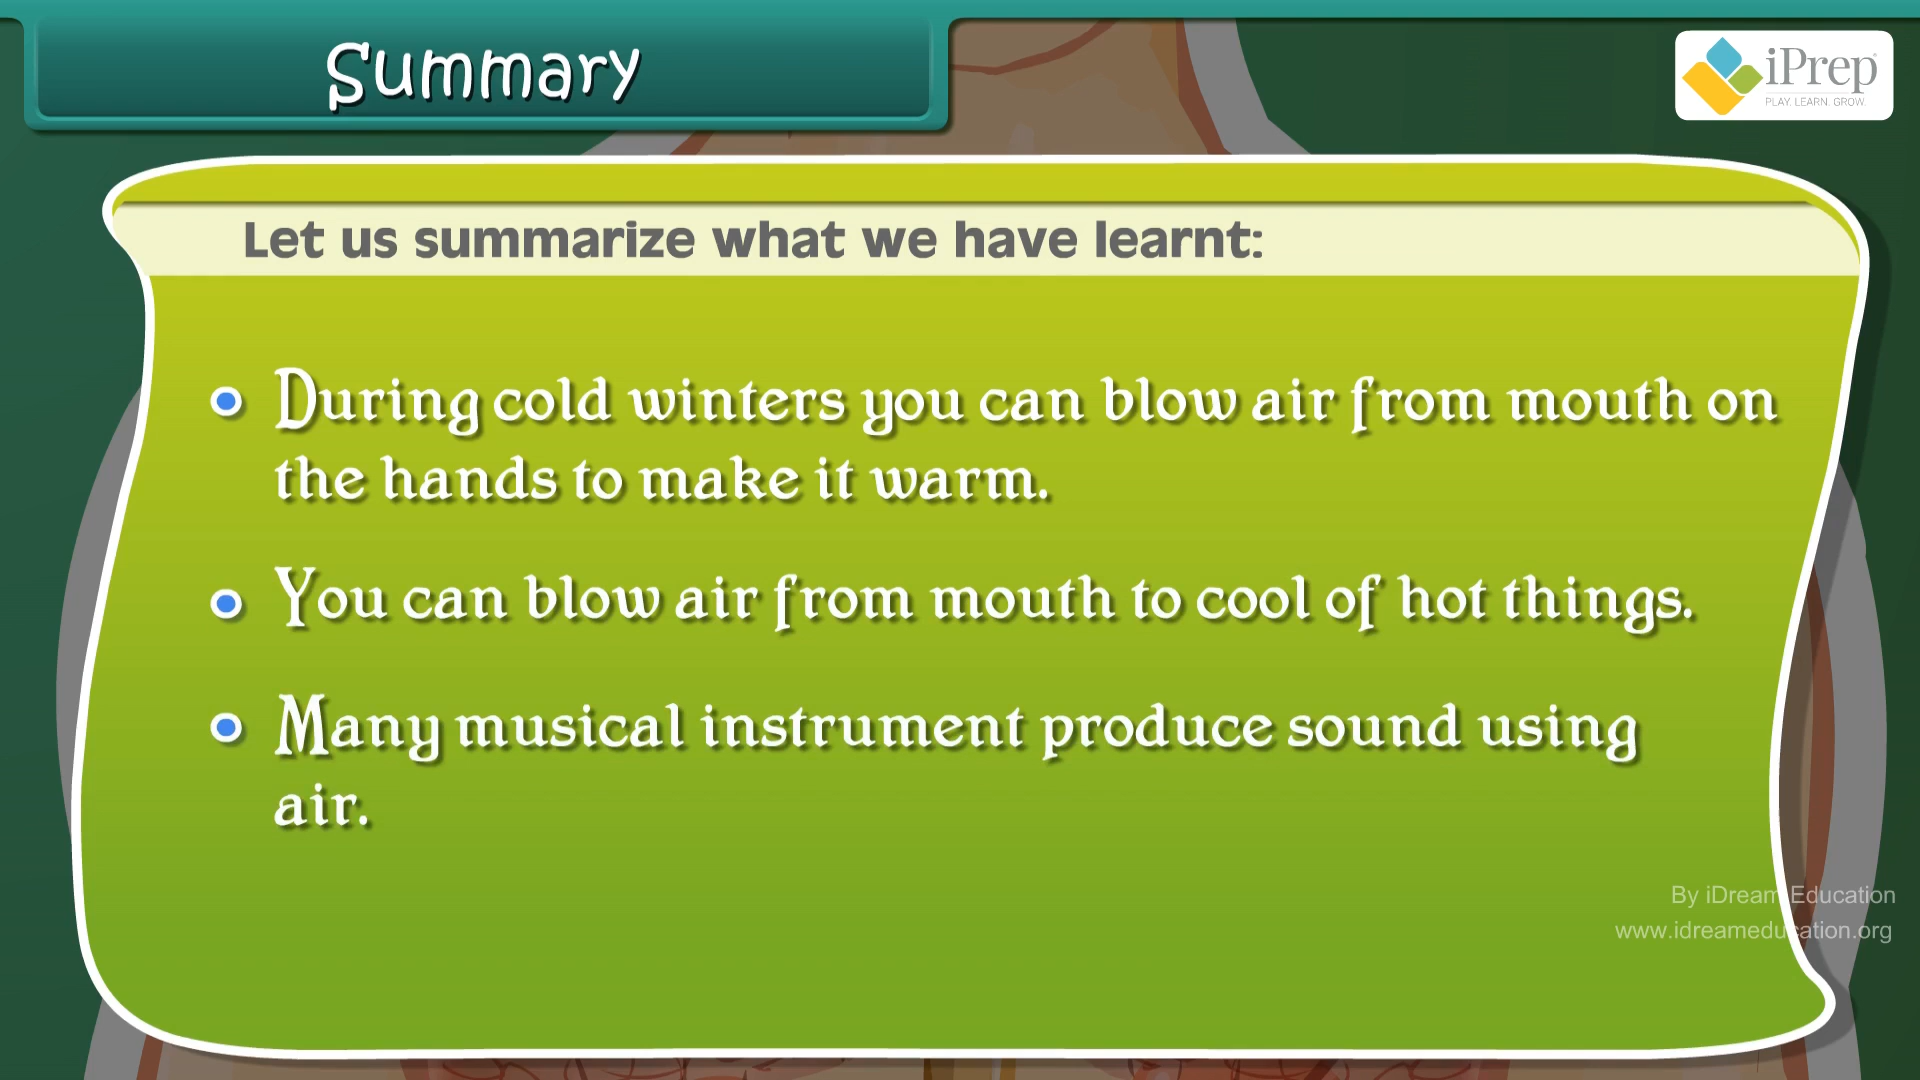 Summary
iPrep
PLAY. LEARN. GROW.
Let us summarize what we have learnt:
During cold winters you can blow air from mouth on
the hands to make it warm.
You can blow air from mouth to cool of hot things.
Many musical instrument produce sound using
air.
By iDream Education
www.idreameducation.org